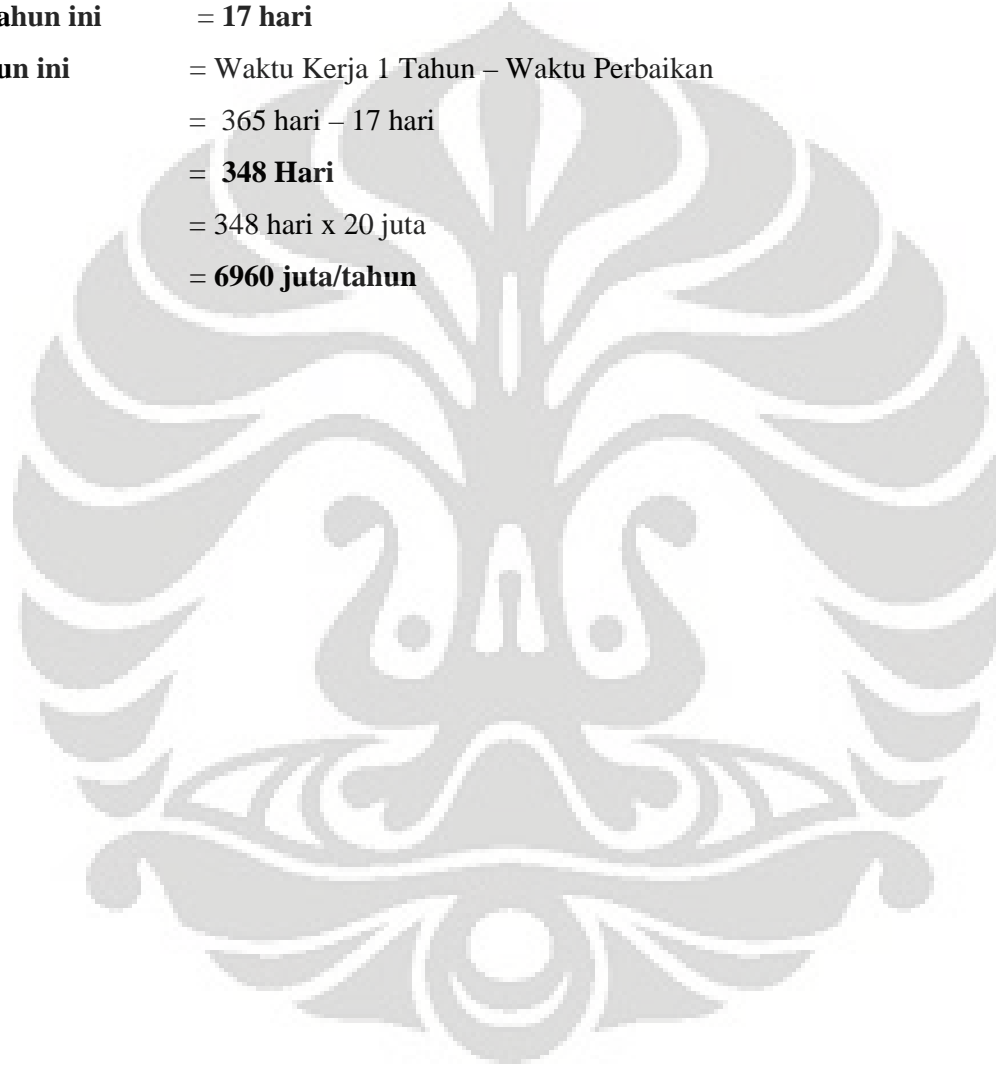 ahun ini = 17 hari
un ini = Waktu Kerja 1 Tahun – Waktu Perbaikan
= 365 hari – 17 hari
= 348 Hari
= 348 hari x 20 juta
= 6960 juta/tahun